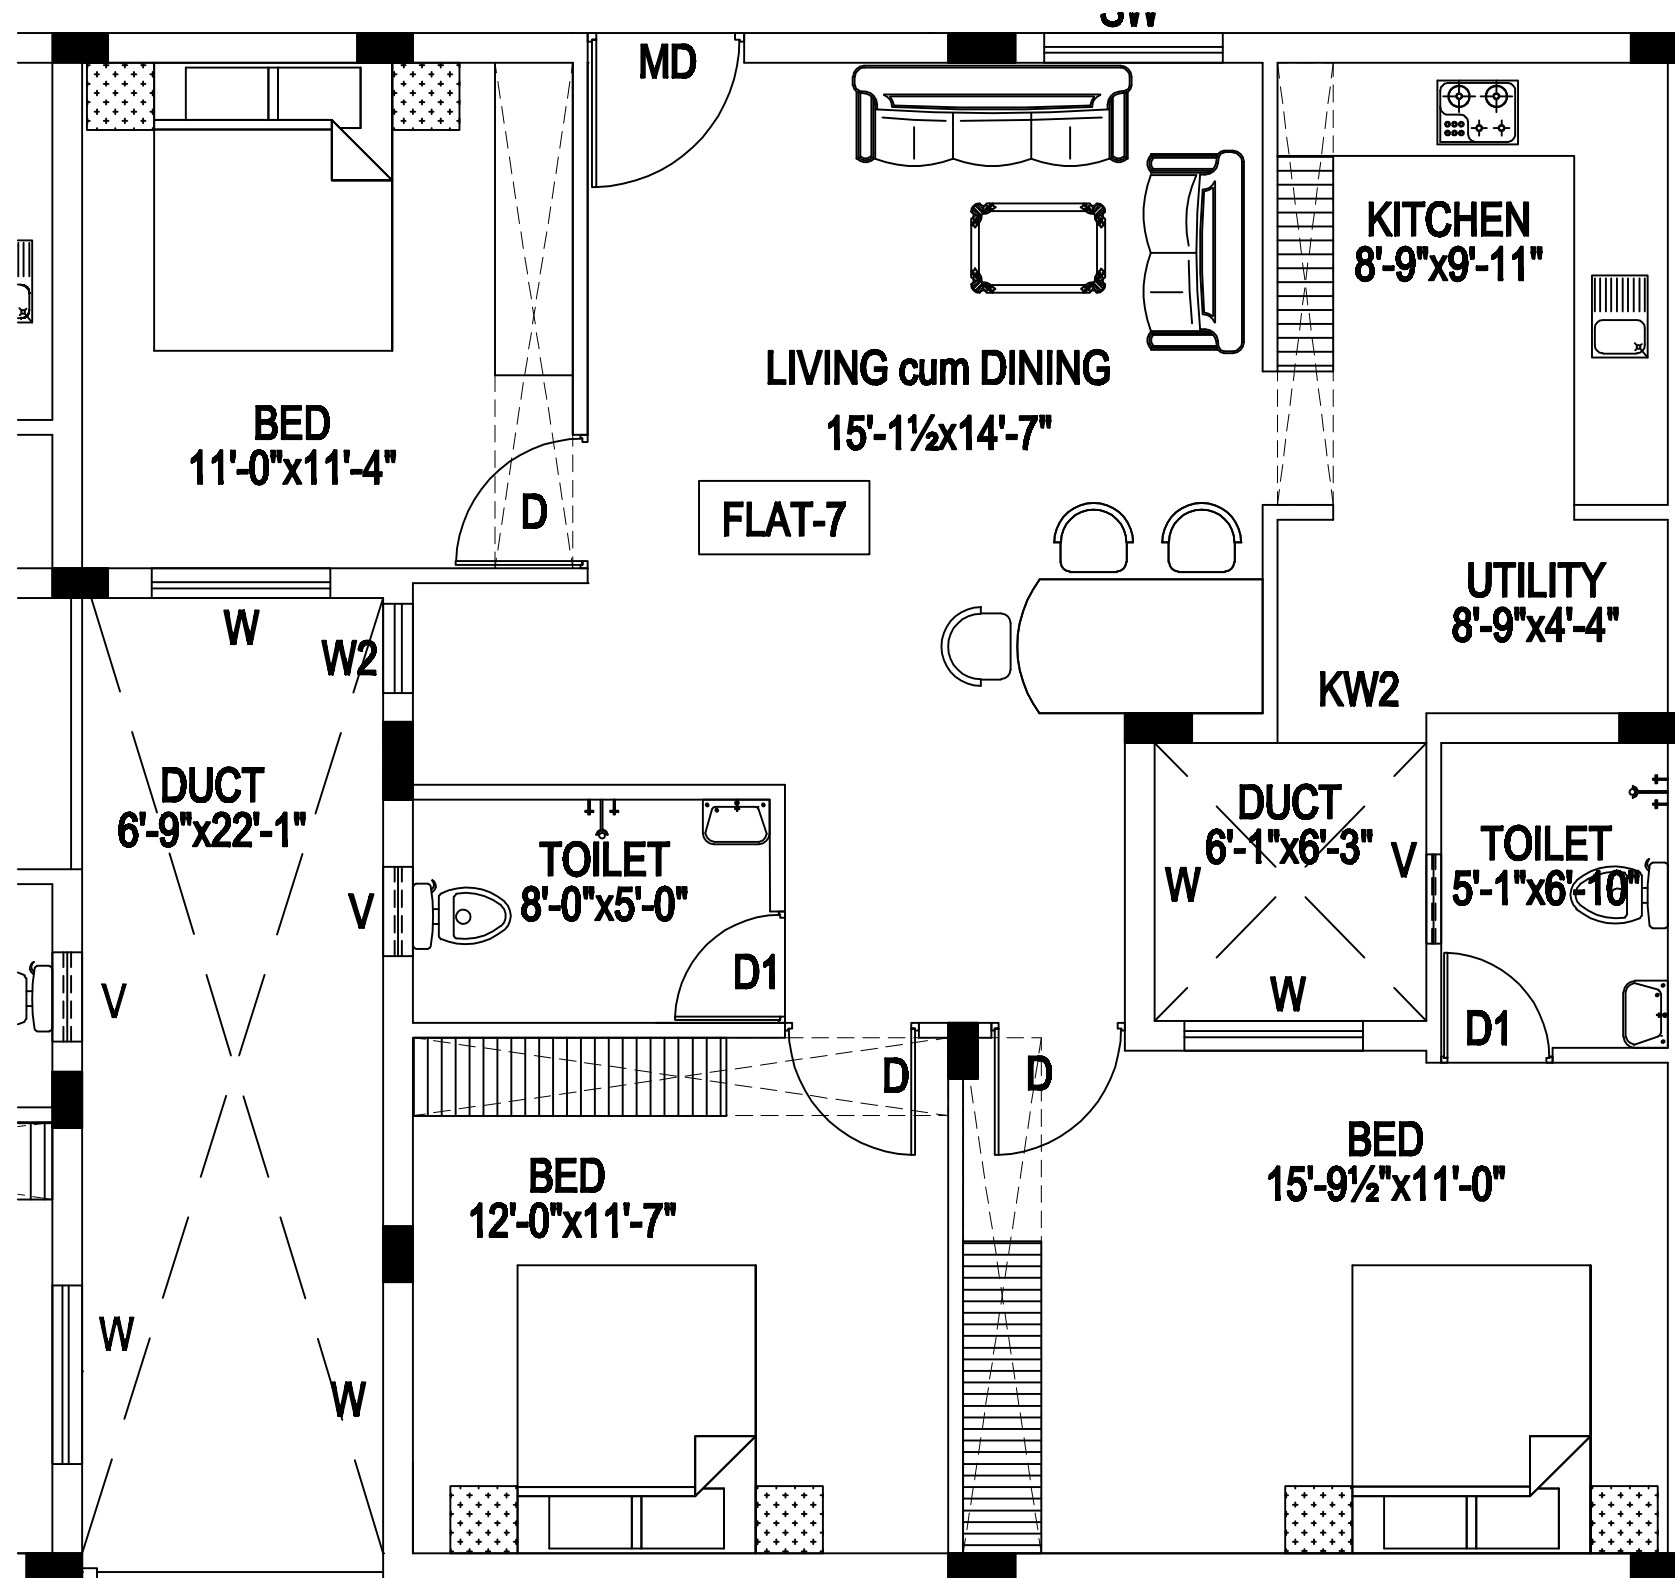 MD
KITCHEN
8'-9"x9'-11"
LIVING cum DINING
15'-1½x14'-7"
BED
11'-0"x11'-4"
D
FLAT-7
UTILITY
8'-9"x4'-4"
W
W2
KW2
DUCT
6'-9"x22'-1"
DUCT
6'-1"x6'-3"
TOILET
8'-0"x5'-0"
TOILET
5'-1"x6'-10"
V
W
V
V
D1
W
D1
D
D
BED
15'-9½"x11'-0"
BED
12'-0"x11'-7"
W
W